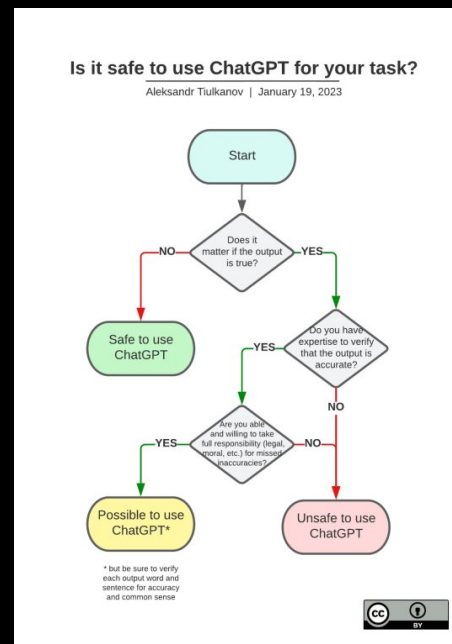 Is it safe to use ChatGPT for your task?
Aleksandr Tiulkanov | January 19, 2023
Start
Does it
matter if the output
is true?
NO
YES
Safe to use
ChatGPT
Do you have
expertise to verify
that the output is
accurate?
YES
NO
Are you able
and willing to take
full responsibility (legal,
moral, etc.) for missed
inaccuracies?
YES
NO
Possible to use
ChatGPT*
Unsafe to use
ChatGPT
* but be sure to verify
each output word and
sentence for accuracy
and common sense
cc
BY